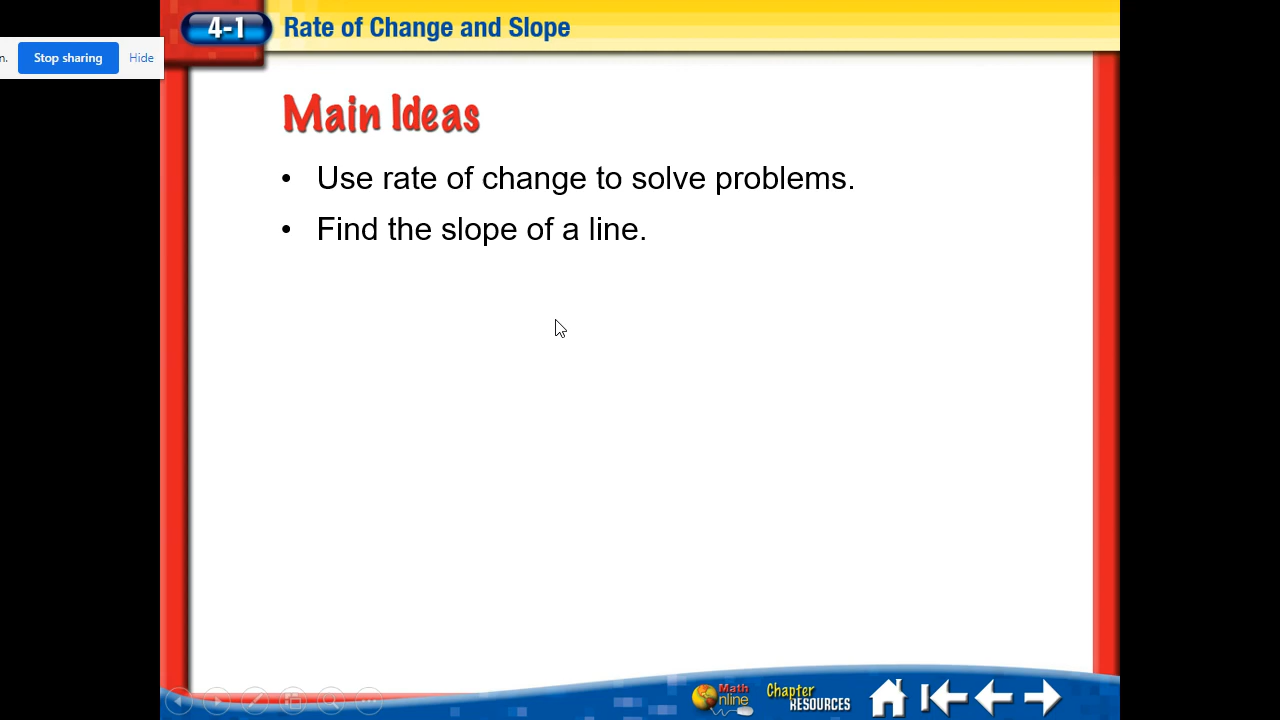 4-1 Rate of Change and Slope
n. Stop sharing Hide
Main Ideas
• Use rate of change to solve problems.
• Find the slope of a line.
Math
nline
Chapter
RESOURCES